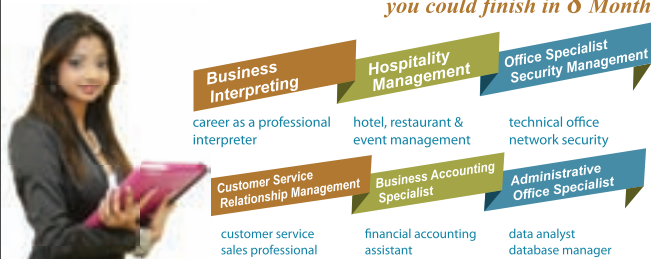 you could finish in 8 Month
Business
Interpreting
career as a professional
interpreter
Hospitality
Management
hotel, restaurant &
event management
Office Specialist
Security Management
technical office
network security
Customer Service
Relationship Management
customer service
sales professional
Business Accounting
Specialist
financial accounting
assistant
Administrative
Office Specialist
data analyst
database manager